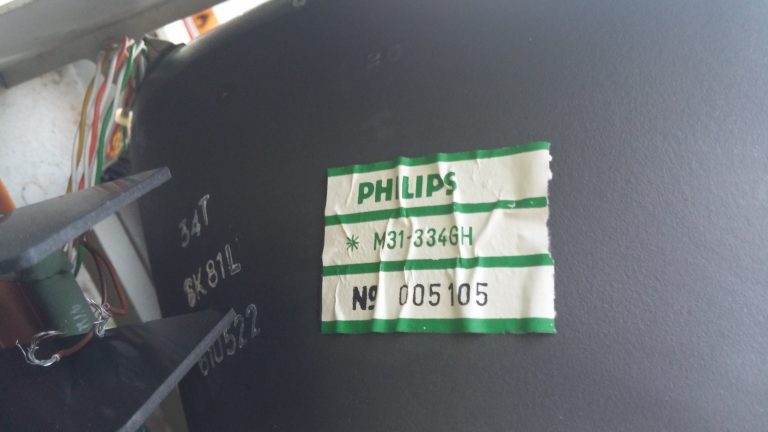 PHILIPS
* M31-334GH
Nº 005105
34T
SK81L
610522